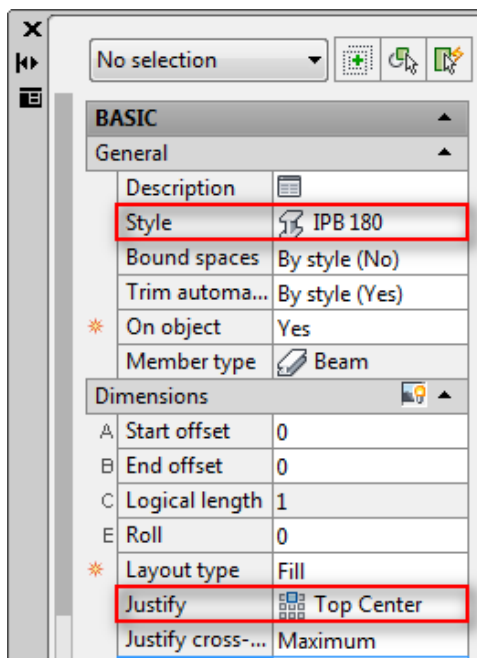 No selection
BASIC
General
Description
Style IPB 180
Bound spaces By style (No)
Trim automa... By style (Yes)
On object Yes
Member type Beam
Dimensions
A Start offset 0
B End offset 0
C Logical length 1
E Roll 0
Layout type Fill
Justify Top Center
Justify cross-... Maximum